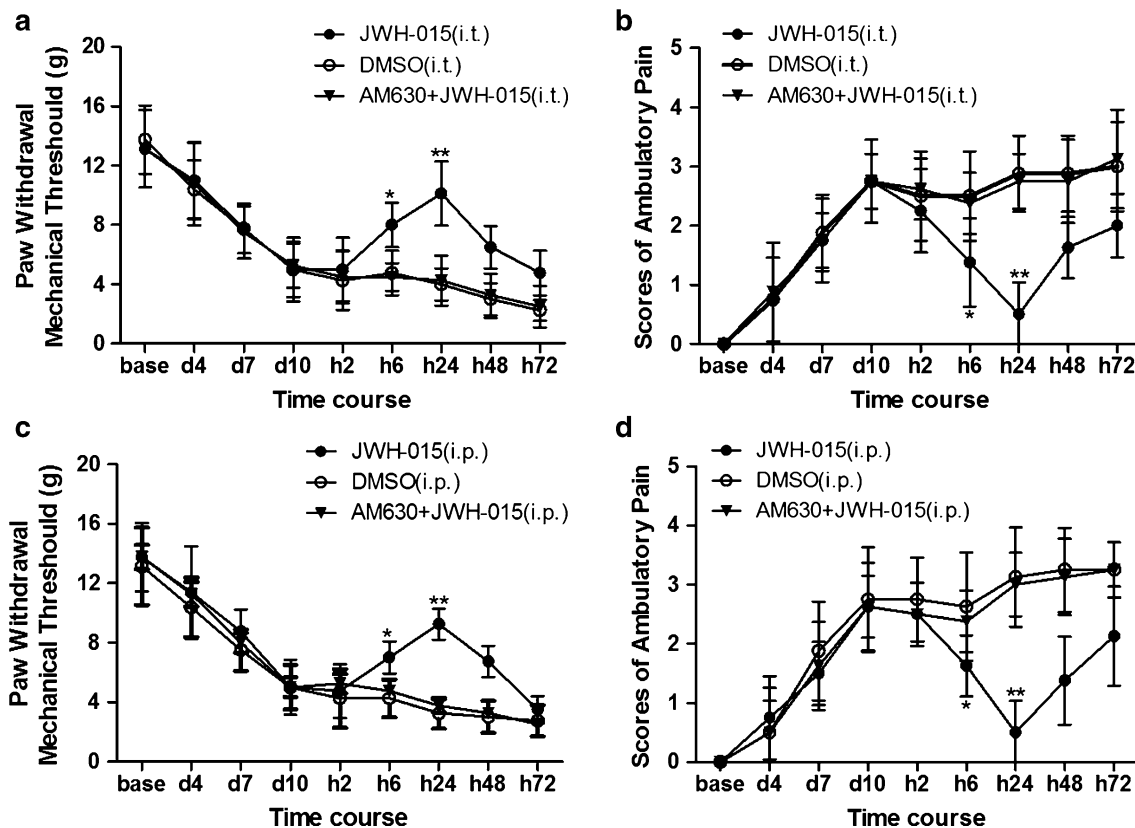 a
JWH-015(i.t.)
DMSO(i.t.)
AM630+JWH-015(i.t.)
Paw Withdrawal
Mechanical Threshould (g)
20
16
12
8
4
0
* **
base d4 d7 d10 h2 h6 h24 h48 h72
Time course
b
JWH-015(i.t.)
DMSO(i.t.)
AM630+JWH-015(i.t.)
Scores of Ambulatory Pain
5
4
3
2
1
0
* **
base d4 d7 d10 h2 h6 h24 h48 h72
Time course
c
JWH-015(i.p.)
DMSO(i.p.)
AM630+JWH-015(i.p.)
Paw Withdrawal
Mechanical Threshould (g)
20
16
12
8
4
0
* **
base d4 d7 d10 h2 h6 h24 h48 h72
Time course
d
JWH-015(i.p.)
DMSO(i.p.)
AM630+JWH-015(i.p.)
Scores of Ambulatory Pain
5
4
3
2
1
0
* **
base d4 d7 d10 h2 h6 h24 h48 h72
Time course